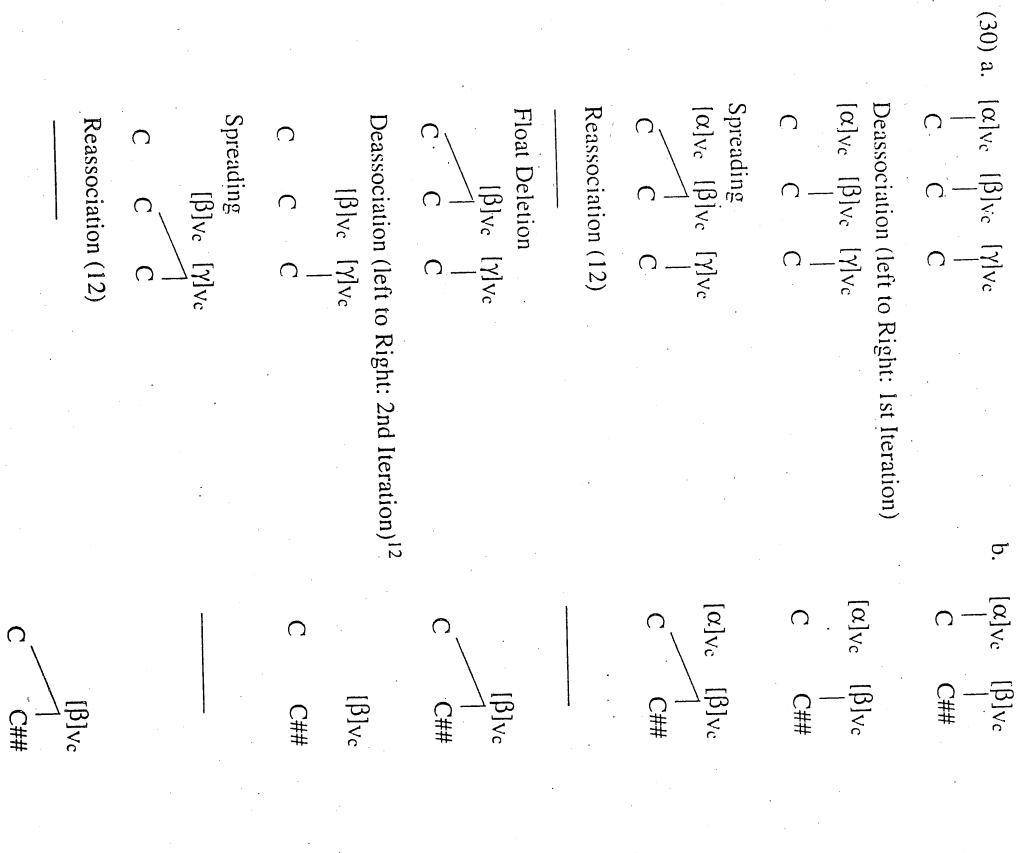 (30) a. [α]Vc [β]Vc [γ]Vc b. [α]Vc [β]Vc
C C C C C##
Deassociation (left to Right: 1st Iteration)
[α]Vc [β]Vc [γ]Vc [α]Vc [β]Vc
C C C C C##
Spreading
[α]Vc [β]Vc [γ]Vc [α]Vc [β]Vc
C C C C C##
Reassociation (12)
Float Deletion
[β]Vc [γ]Vc [β]Vc
C C C C C##
Deassociation (left to Right: 2nd Iteration)12
[β]Vc [γ]Vc [β]Vc
C C C C C##
Spreading
[β]Vc [γ]Vc
C C C
Reassociation (12)
[β]Vc
C C##